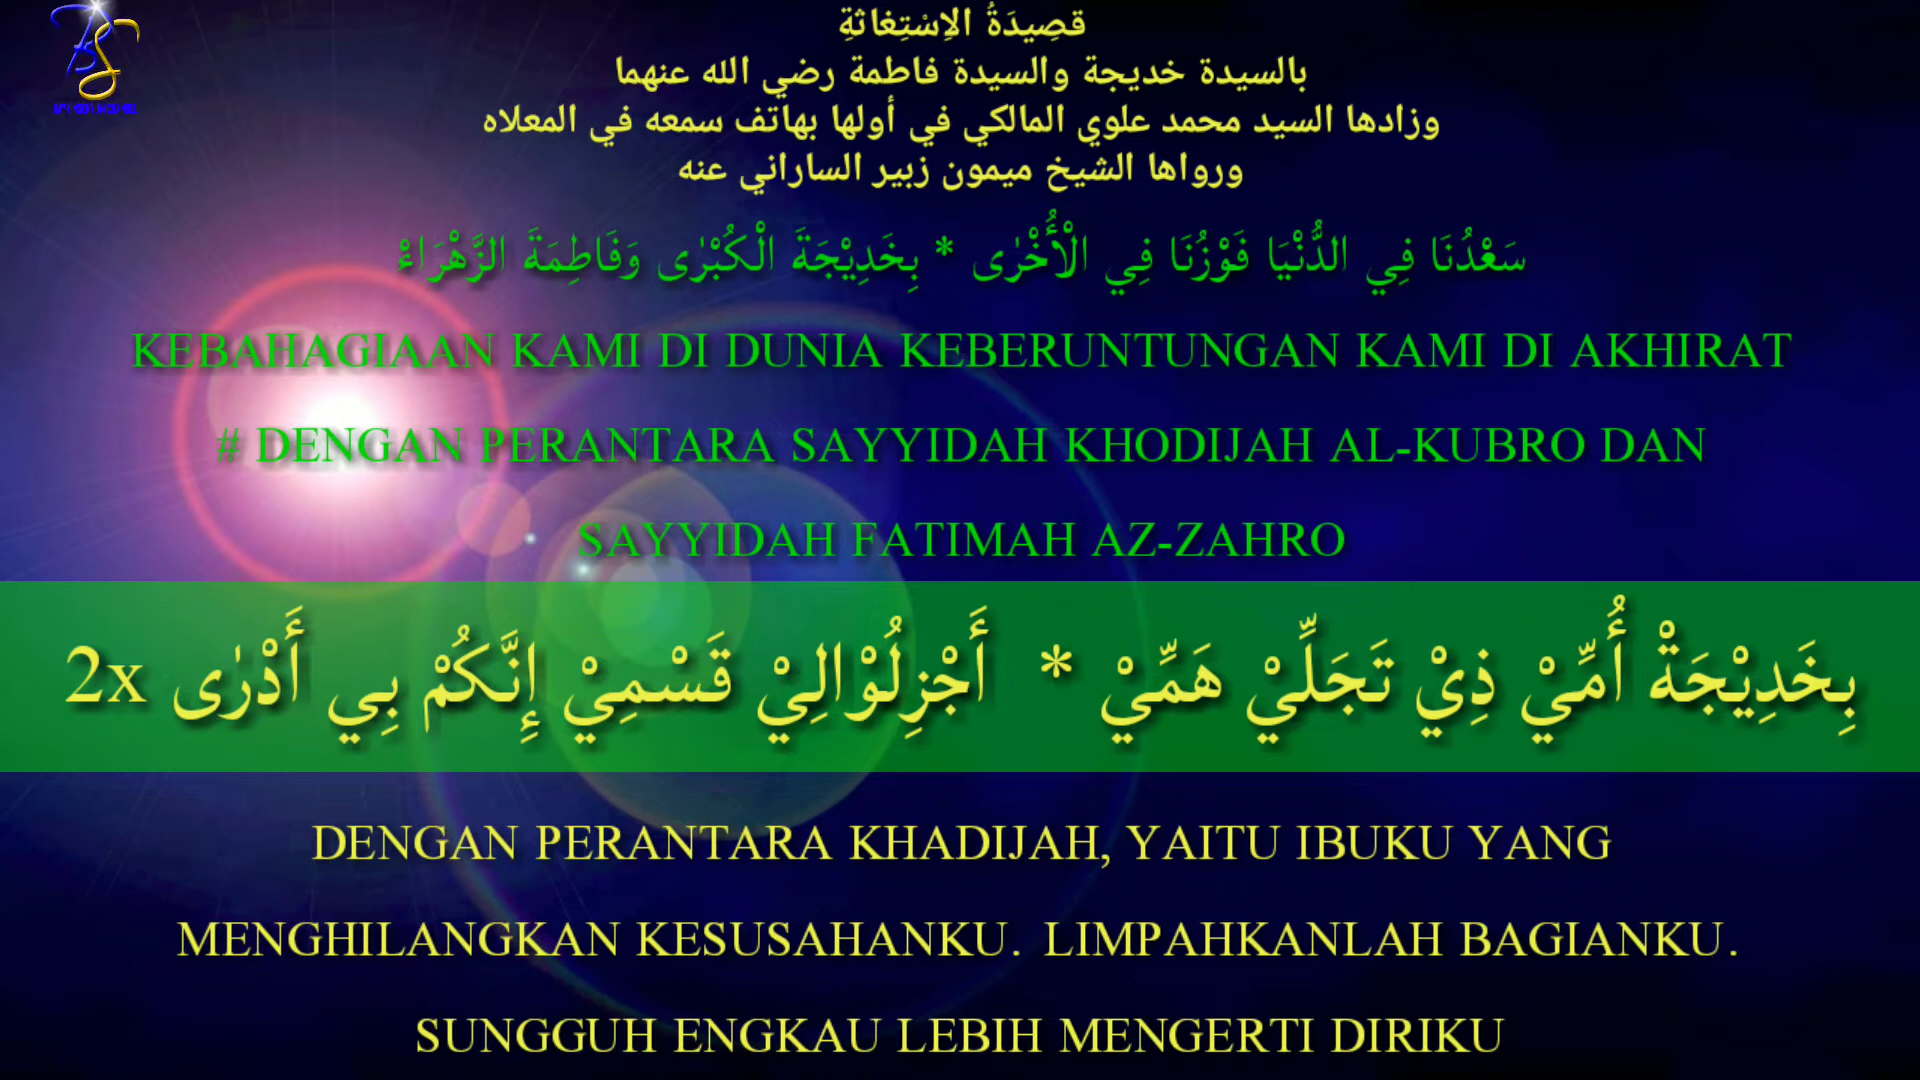 قصِيدَةُ الاِسْتِغاثةِ
بالسيدة خديجة والسيدة فاطمة رضي الله عنهما
وزادها السيد محمد علوي المالكي في أولها بهاتف سمعه في المعلاه
ورواها الشيخ ميمون زبير الساراني عنه
سَعْدُنَا فِي الدُّنْيَا فَوْزُنَا فِي الْأُخْرٰى * بِخَدِيْجَةَ الْكُبْرٰى وَفَاطِمَةَ الزَّهْرَاءْ
KEBAHAGIAAN KAMI DI DUNIA KEBERUNTUNGAN KAMI DI AKHIRAT
# DENGAN PERANTARA SAYYIDAH KHODIJAH AL-KUBRO DAN
SAYYIDAH FATIMAH AZ-ZAHRO
بِخَدِيْجَةْ أُمِّيْ ذِيْ تَجَلِّيْ هَمِّيْ * أَجْزِلُوْالِيْ قَسْمِيْ إِنَّكُمْ بِي أَدْرٰى 2x
DENGAN PERANTARA KHADIJAH, YAITU IBUKU YANG
MENGHILANGKAN KESUSAHANKU. LIMPAHKANLAH BAGIANKU.
SUNGGUH ENGKAU LEBIH MENGERTI DIRIKU